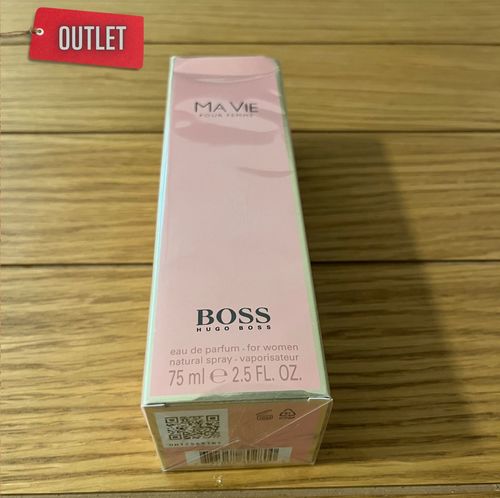 OUTLET
MA VIE
POUR FEMME
BOSS
HUGO BOSS
eau de parfum - for women
natural spray - vaporisateur
75 ml ℮ 2.5 FL. OZ.